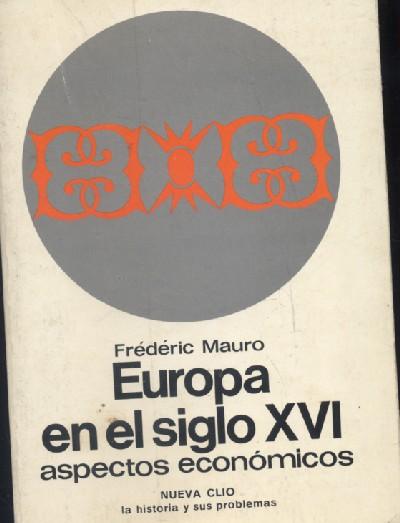 Frédéric Mauro
Europa
en el siglo XVI
aspectos económicos
NUEVA CLIO
la historia y sus problemas